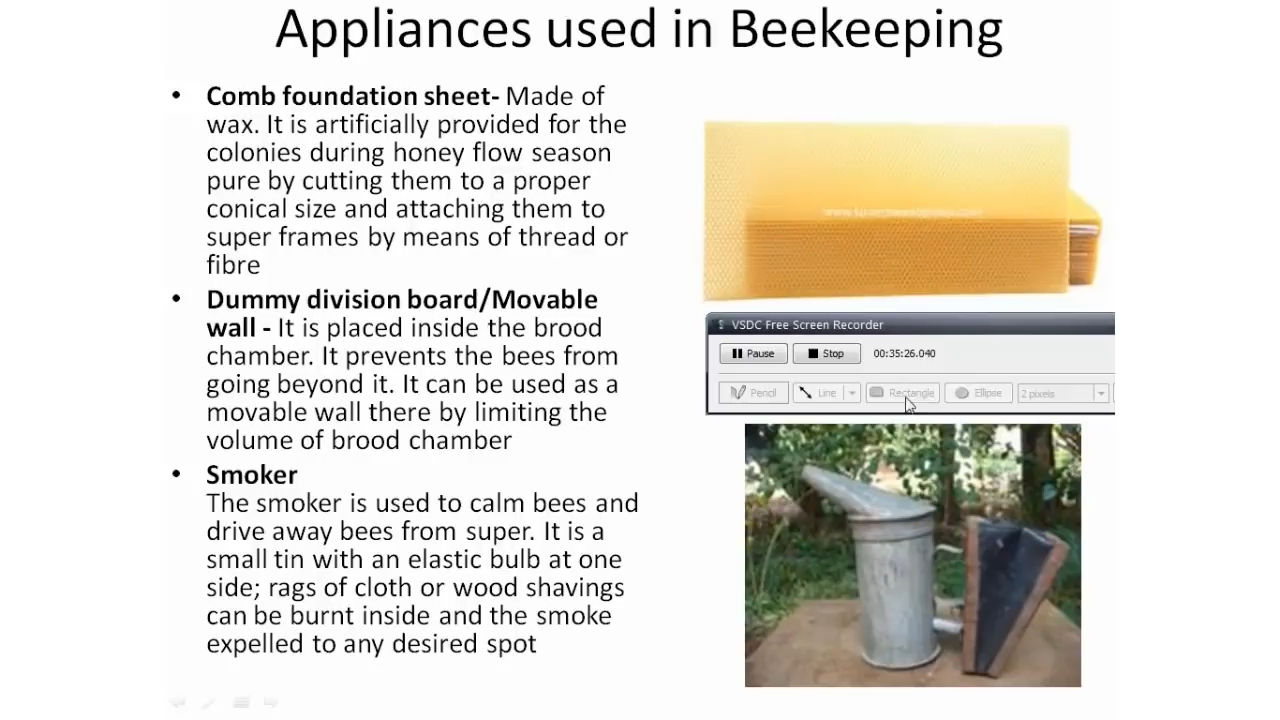 Appliances used in Beekeeping
• Comb foundation sheet- Made of
wax. It is artificially provided for the
colonies during honey flow season
pure by cutting them to a proper
conical size and attaching them to
super frames by means of thread or
fibre
• Dummy division board/Movable
wall - It is placed inside the brood
chamber. It prevents the bees from
going beyond it. It can be used as a
movable wall there by limiting the
volume of brood chamber
• Smoker
The smoker is used to calm bees and
drive away bees from super. It is a
small tin with an elastic bulb at one
side; rags of cloth or wood shavings
can be burnt inside and the smoke
expelled to any desired spot
VSDC Free Screen Recorder
Pause Stop 00:35:26.040
Pencil Line Rectangle Ellipse 2 pixels